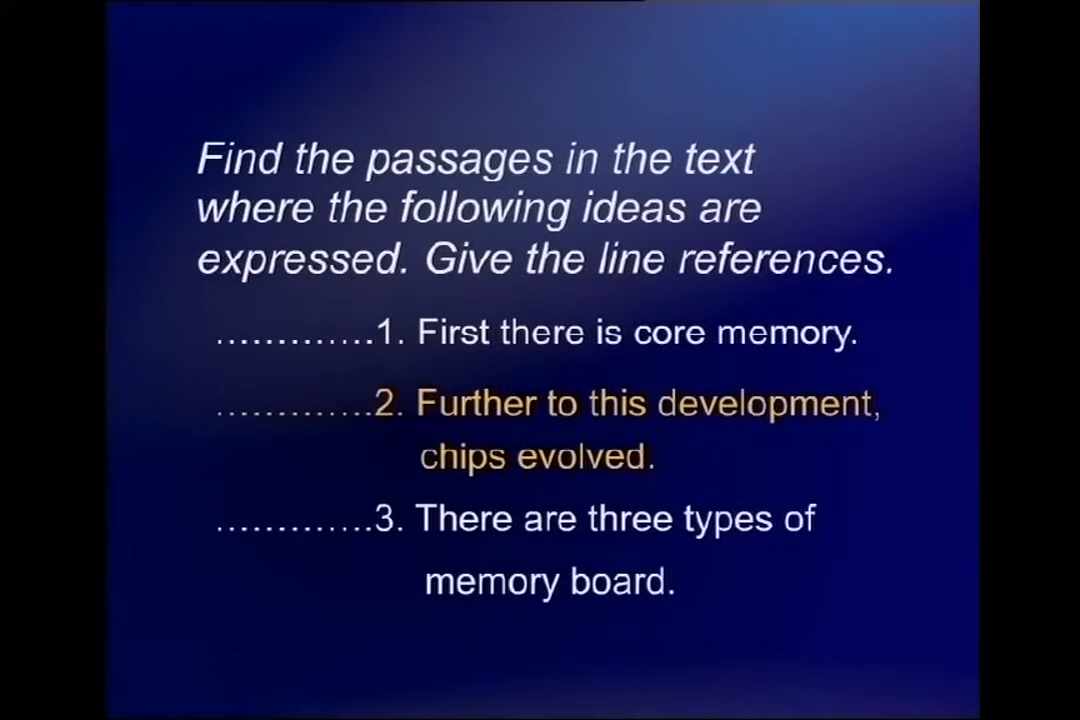 Find the passages in the text
where the following ideas are
expressed. Give the line references.
.............1. First there is core memory.
.............2. Further to this development,
chips evolved.
.............3. There are three types of
memory board.